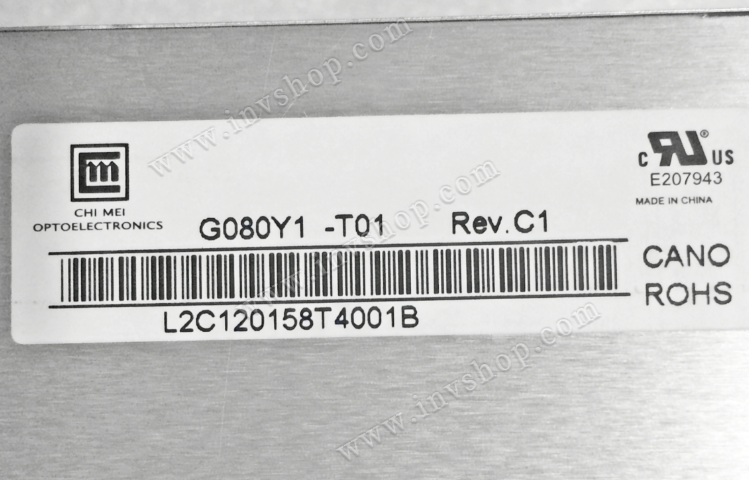 www.invshop.com
CHI MEI
OPTOELECTRONICS
c RU ® US
E207943
MADE IN CHINA
G080Y1 -T01 Rev.C1
CANO
ROHS
L2C120158T4001B
www.invshop.com
www.invshop.com
www.invshop.com